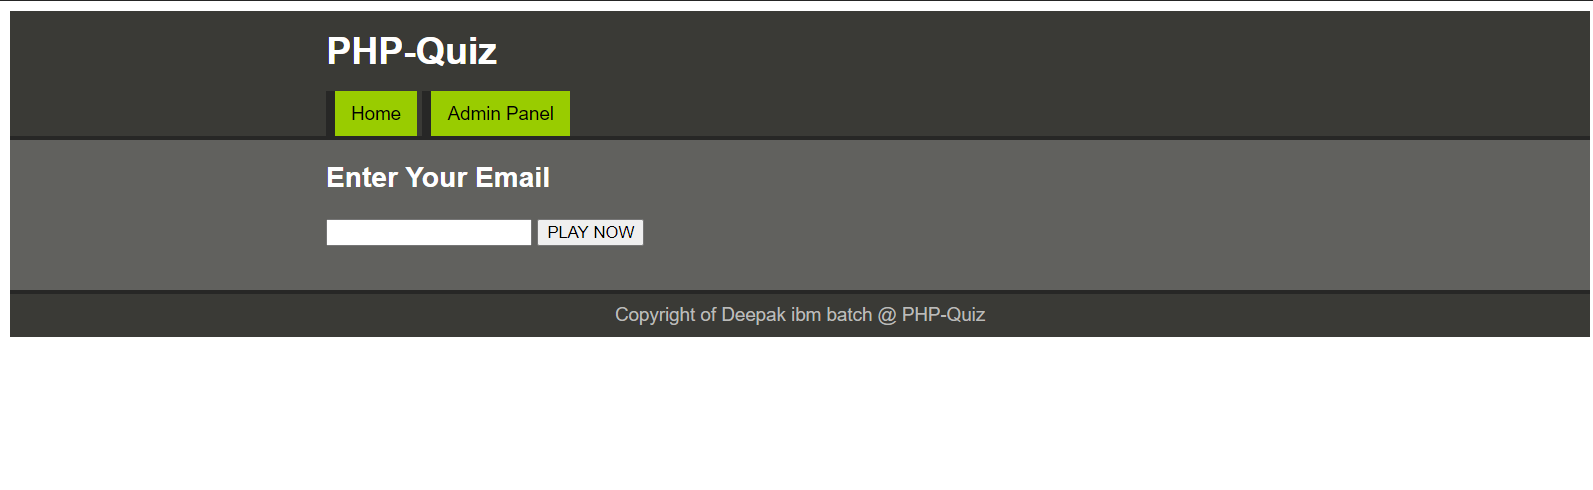 PHP-Quiz
Home Admin Panel
Enter Your Email
PLAY NOW
Copyright of Deepak ibm batch @ PHP-Quiz